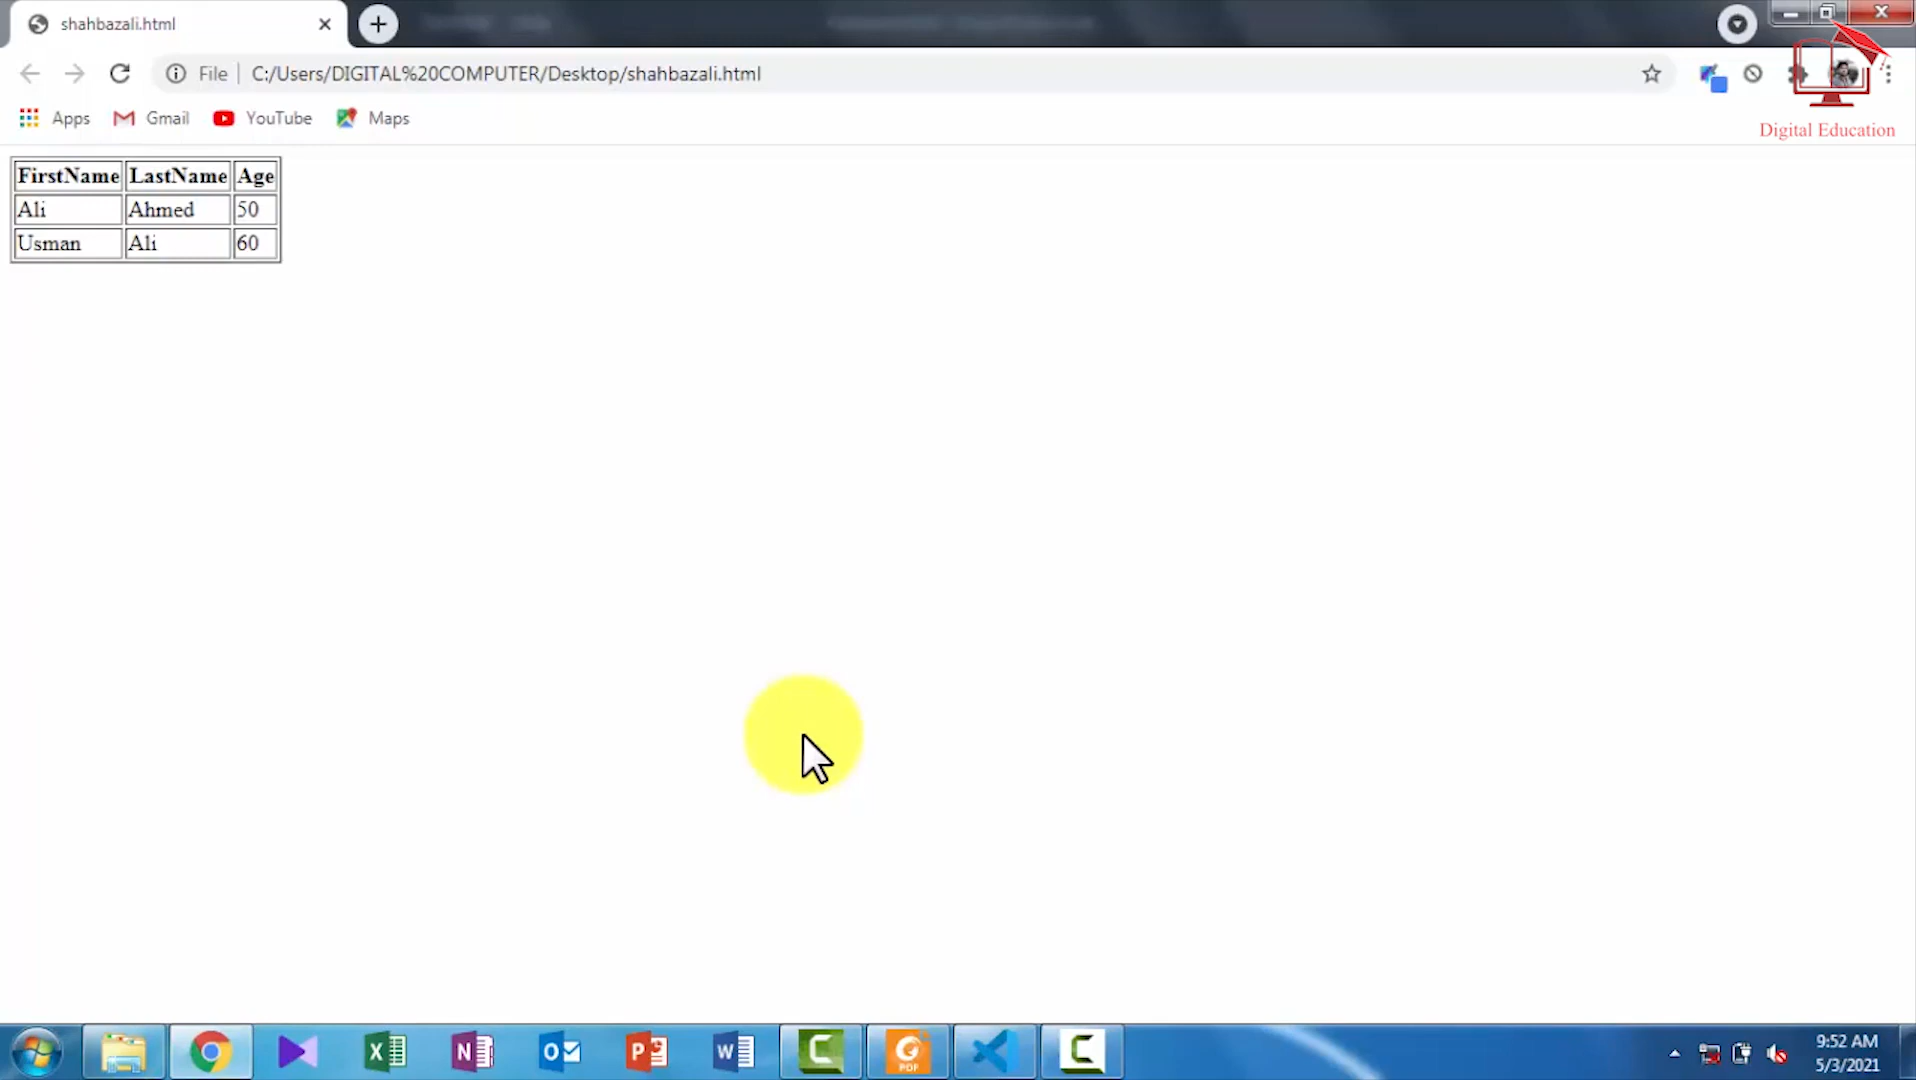 shahbazali.html
File C:/Users/DIGITAL%20COMPUTER/Desktop/shahbazali.html
Apps Gmail YouTube Maps
Digital Education
FirstName LastName Age
Ali Ahmed 50
Usman Ali 60
9:52 AM
5/3/2021